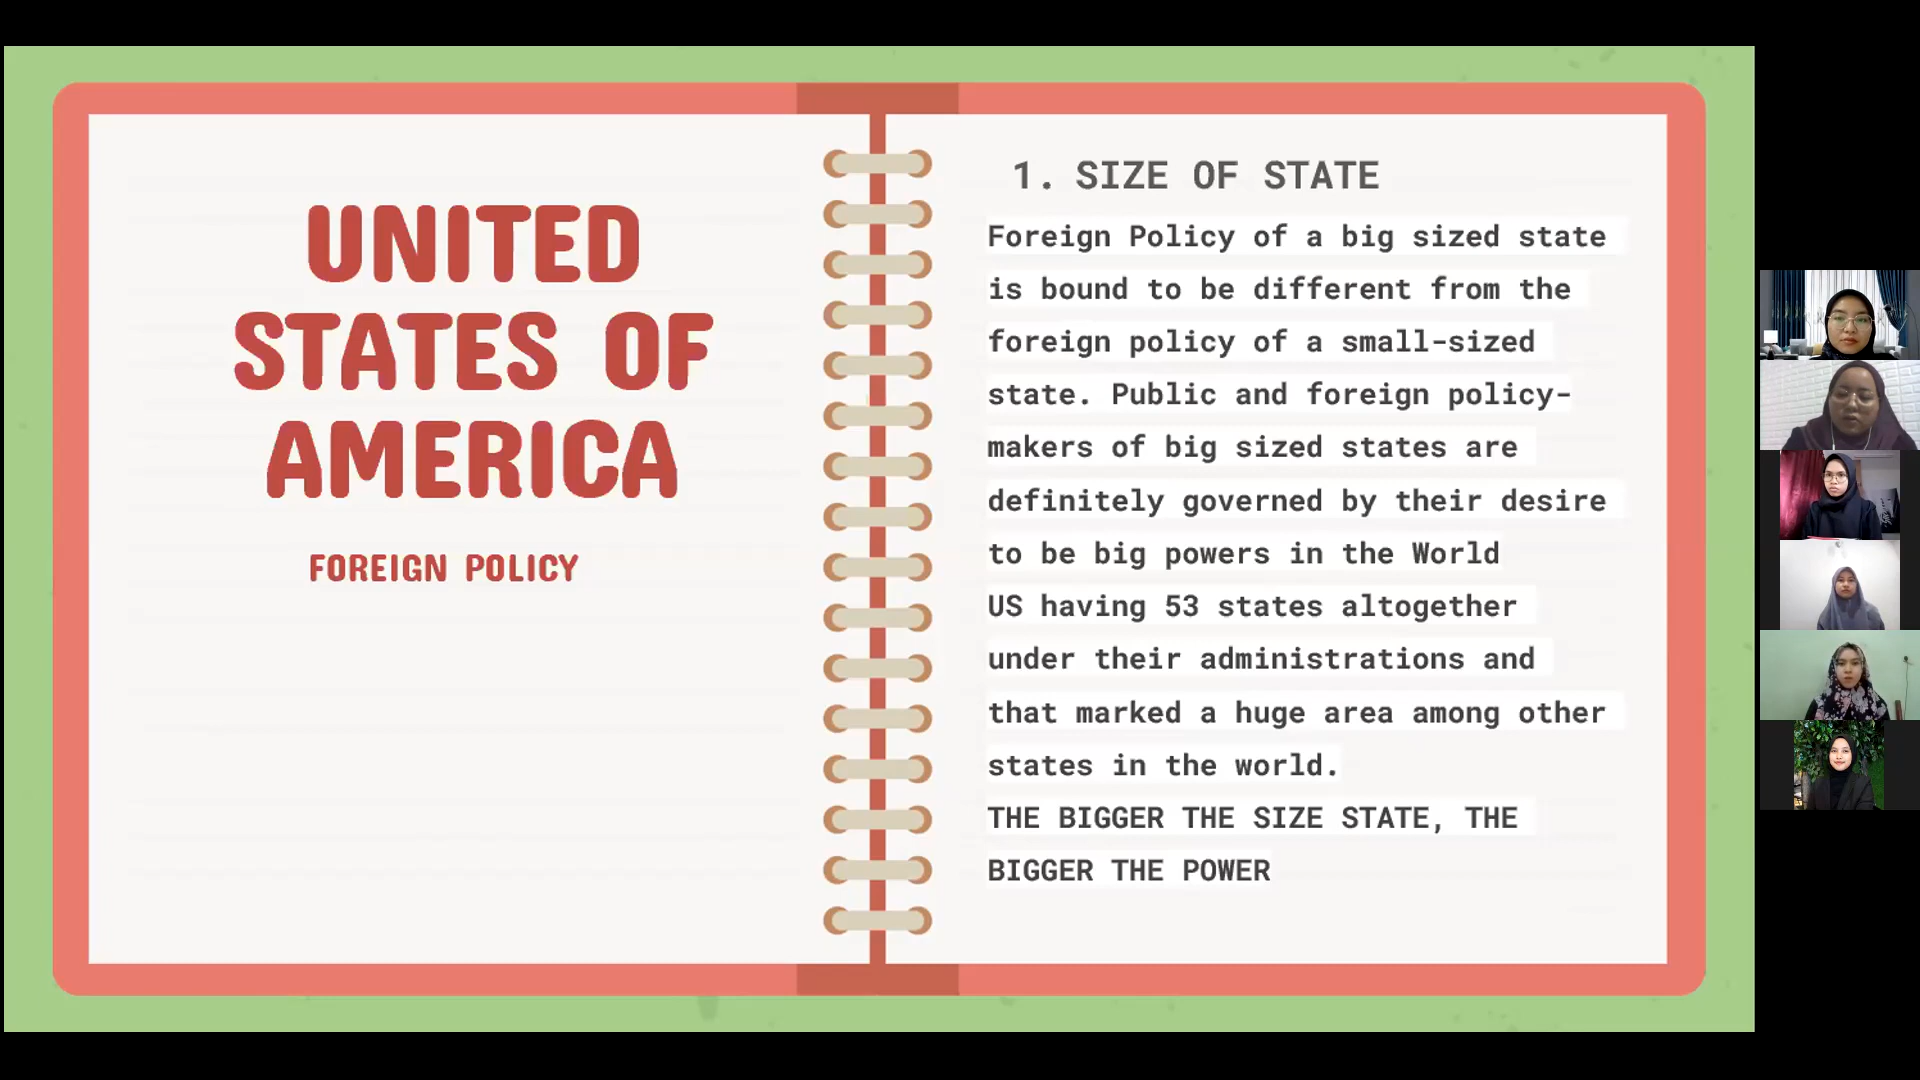 UNITED
STATES OF
AMERICA
FOREIGN POLICY
1. SIZE OF STATE
Foreign Policy of a big sized state
is bound to be different from the
foreign policy of a small-sized
state. Public and foreign policy-
makers of big sized states are
definitely governed by their desire
to be big powers in the World
US having 53 states altogether
under their administrations and
that marked a huge area among other
states in the world.
THE BIGGER THE SIZE STATE, THE
BIGGER THE POWER